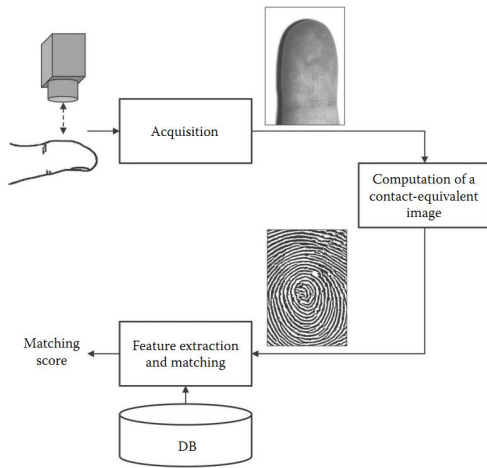 Acquisition
Computation of a
contact-equivalent
image
Matching
score
Feature extraction
and matching
DB